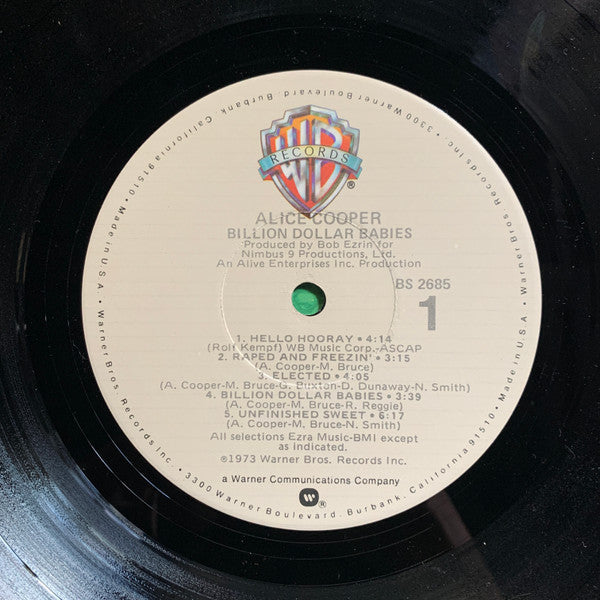 WB
RECORDS
®
ALICE COOPER
BILLION DOLLAR BABIES
Produced by Bob Ezrin for
Nimbus 9 Productions, Ltd.
An Alive Enterprises Inc. Production
BS 2685
1
1. HELLO HOORAY • 4:14
(Rolf Kempf) WB Music Corp.-ASCAP
2. RAPED AND FREEZIN' • 3:15
(A. Cooper-M. Bruce)
3. ELECTED • 4:05
(A. Cooper-M. Bruce-G. Buxton-D. Dunaway-N. Smith)
4. BILLION DOLLAR BABIES • 3:39
(A. Cooper-M. Bruce-R. Reggie)
5. UNFINISHED SWEET • 6:17
(A. Cooper-M. Bruce-N. Smith)
All selections Ezra Music-BMI except
as indicated.
©1973 Warner Bros. Records Inc.
a Warner Communications Company
W ®
Warner Bros. Records Inc. • 3300 Warner Boulevard, Burbank, California 91510 • Made in U.S.A. •
Warner Bros. Records Inc. • 3300 Warner Boulevard, Burbank, California 91510 • Made in U.S.A. •